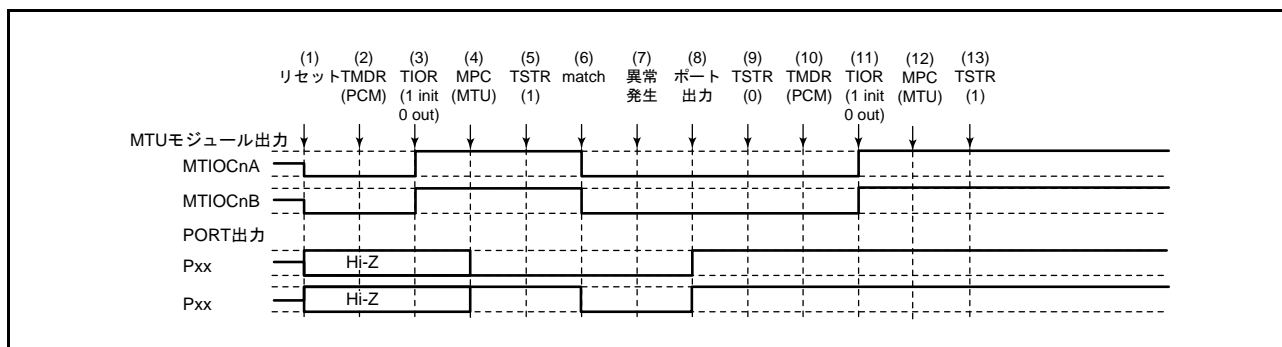 (1) (2) (3) (4) (5) (6) (7) (8) (9) (10) (11) (12) (13)
リセット TMDR TIOR MPC TSTR match 異常 ポート TSTR TMDR TIOR MPC TSTR
(PCM) (1 init (MTU) (1) 発生 出力 (0) (PCM) (1 init (MTU) (1)
0 out) 0 out)
MTUモジュール出力
MTIOCnA
MTIOCnB
PORT出力
Pxx Hi-Z
Pxx Hi-Z